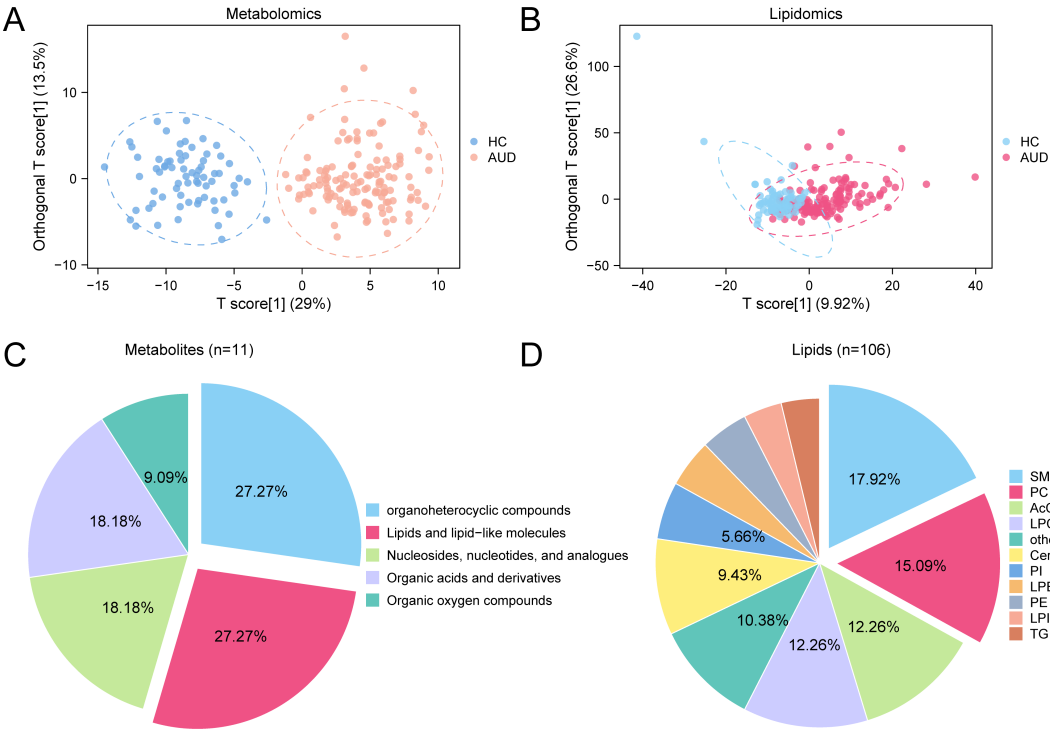 A
Metabolomics
Orthogonal T score[1] (13.5%)
10
0
−10
−15
−10
−5
0
5
10
T score[1] (29%)
HC
AUD
B
Lipidomics
Orthogonal T score[1] (26.6%)
100
50
0
−50
−40
−20
0
20
40
T score[1] (9.92%)
HC
AUD
C
Metabolites (n=11)
9.09%
27.27%
18.18%
18.18%
27.27%
organoheterocyclic compounds
Lipids and lipid−like molecules
Nucleosides, nucleotides, and analogues
Organic acids and derivatives
Organic oxygen compounds
D
Lipids (n=106)
17.92%
5.66%
15.09%
9.43%
10.38%
12.26%
12.26%
SM
PC
PI
PE
TG